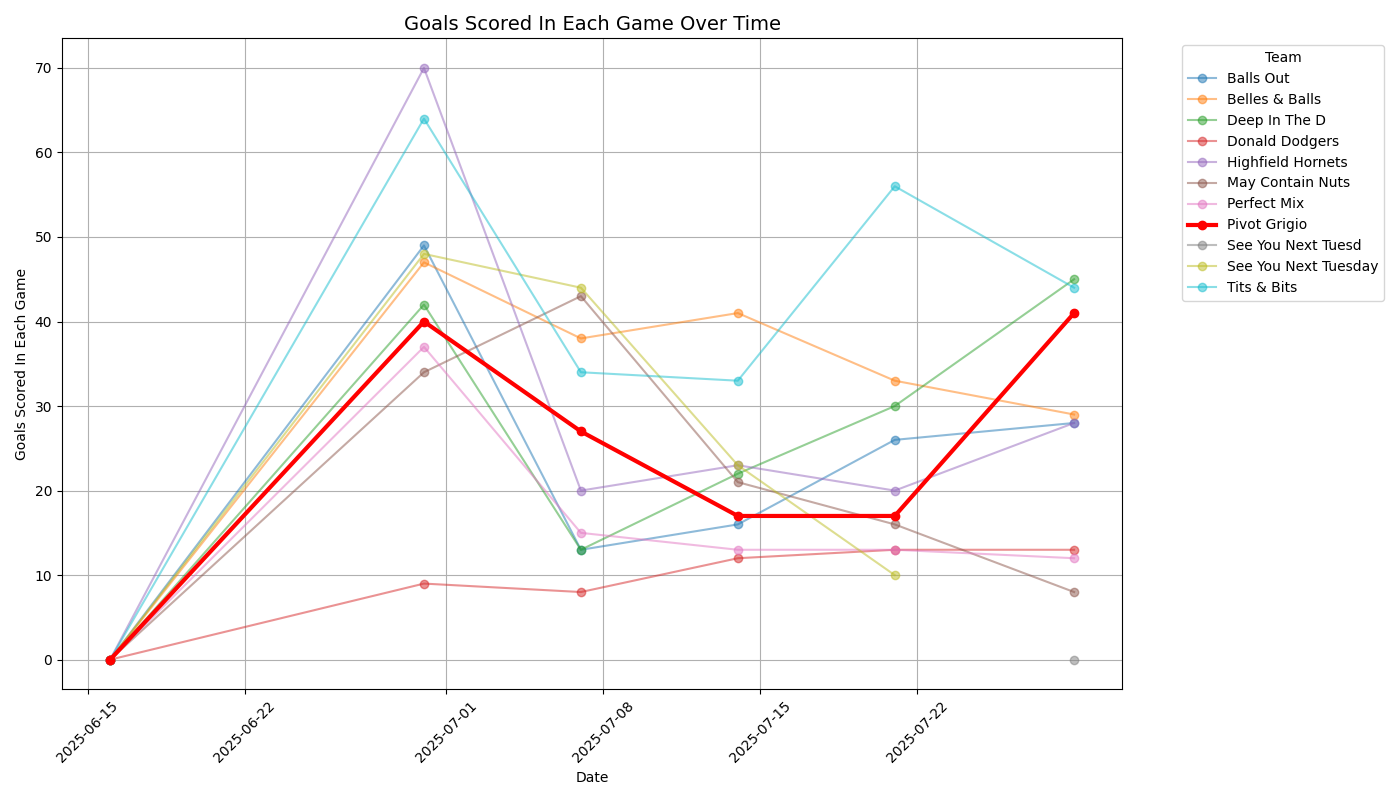 Goals Scored In Each Game Over Time
Goals Scored In Each Game
70
60
50
40
30
20
10
0
2025-06-15
2025-06-22
2025-07-01
2025-07-08
2025-07-15
2025-07-22
Date
Team
Balls Out
Belles & Balls
Deep In The D
Donald Dodgers
Highfield Hornets
May Contain Nuts
Perfect Mix
Pivot Grigio
See You Next Tuesd
See You Next Tuesday
Tits & Bits